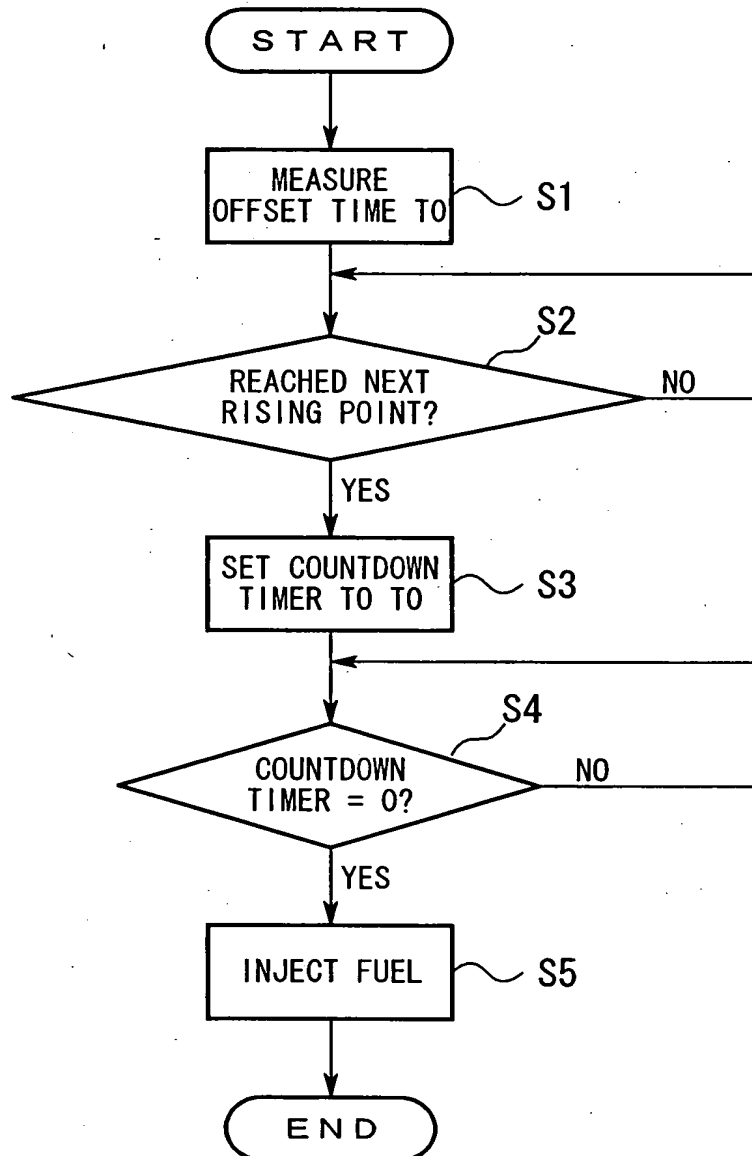 START
MEASURE
OFFSET TIME TO
S1
S2
REACHED NEXT
RISING POINT?
NO
YES
SET COUNTDOWN
TIMER TO TO
S3
S4
COUNTDOWN
TIMER = 0?
NO
YES
INJECT FUEL
S5
END